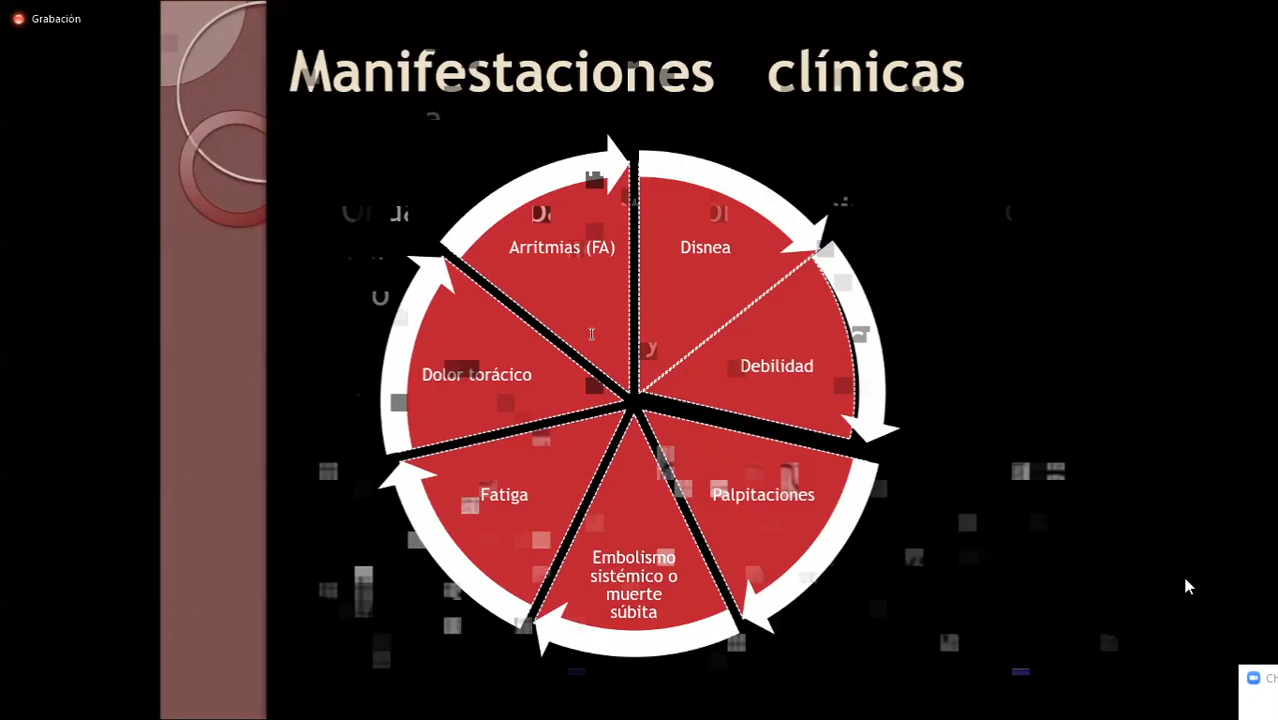 Grabación
Manifestaciones clínicas
Arritmias (FA)
Disnea
Dolor torácico
Debilidad
Fatiga
Palpitaciones
Embolismo
sistémico o
muerte
súbita